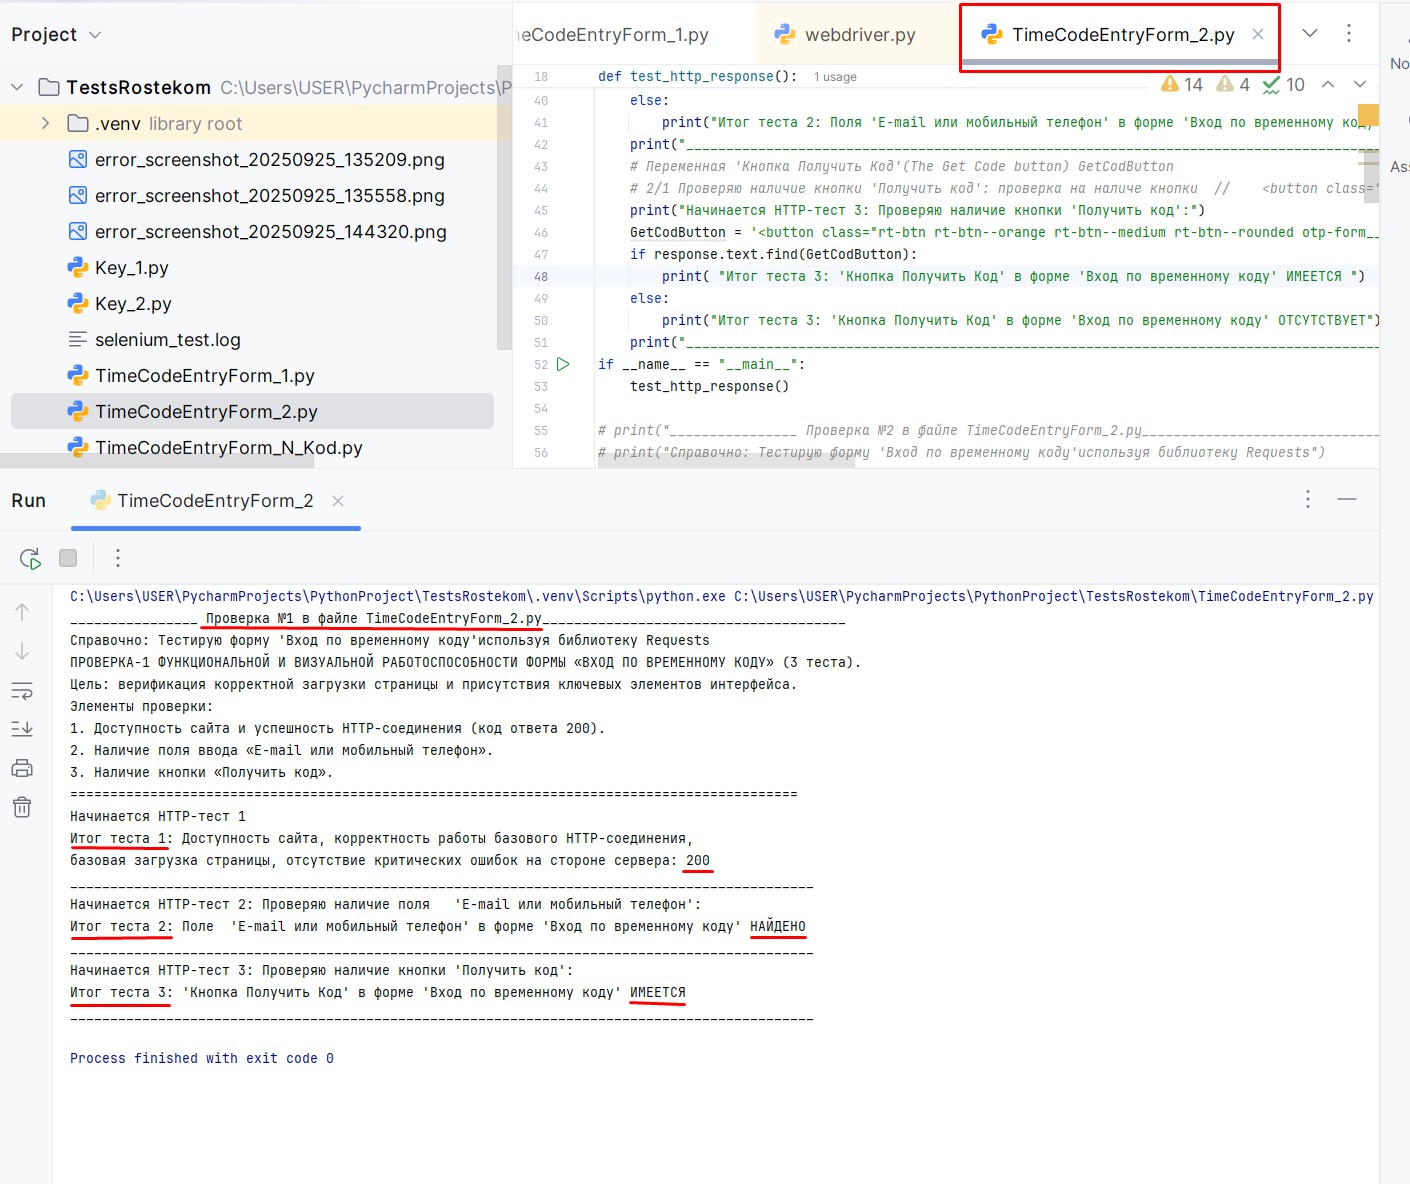 Project
TestsRostekom C:\Users\USER\PycharmProjects\P
.venv library root
error_screenshot_20250925_135209.png
error_screenshot_20250925_135558.png
error_screenshot_20250925_144320.png
Key_1.py
Key_2.py
selenium_test.log
TimeCodeEntryForm_1.py
TimeCodeEntryForm_2.py
TimeCodeEntryForm_N_Kod.py
eCodeEntryForm_1.py
webdriver.py
TimeCodeEntryForm_2.py
No
Ass
14 4 10
18 def test_http_response(): 1 usage
40 else:
41 print("Итог теста 2: Поля 'E-mail или мобильный телефон' в форме 'Вход по временному код
42 print("______________________________________________________________________________________
43 # Переменная 'Кнопка Получить Код'(The Get Code button) GetCodButton
44 # 2/1 Проверяю наличие кнопки 'Получить код': проверка на наличе кнопки // <button class="
45 print("Начинается HTTP-тест 3: Проверяю наличие кнопки 'Получить код':")
46 GetCodButton = '<button class="rt-btn rt-btn--orange rt-btn--medium rt-btn--rounded otp-form__
47 if response.text.find(GetCodButton):
48 print( "Итог теста 3: 'Кнопка Получить Код' в форме 'Вход по временному коду' ИМЕЕТСЯ ")
49 else:
50 print("Итог теста 3: 'Кнопка Получить Код' в форме 'Вход по временному коду' ОТСУТСТВУЕТ")
51 print("______________________________________________________________________________________
52 if __name__ == "__main__":
53 test_http_response()
54
55 # print("________________ Проверка №2 в файле TimeCodeEntryForm_2.py______________________________
56 # print("Справочно: Тестирую форму 'Вход по временному коду'используя библиотеку Requests")
Run TimeCodeEntryForm_2
C:\Users\USER\PycharmProjects\PythonProject\TestsRostekom\.venv\Scripts\python.exe C:\Users\USER\PycharmProjects\PythonProject\TestsRostekom\TimeCodeEntryForm_2.py
________________ Проверка №1 в файле TimeCodeEntryForm_2.py______________________________________
Справочно: Тестирую форму 'Вход по временному коду'используя библиотеку Requests
ПРОВЕРКА-1 ФУНКЦИОНАЛЬНОЙ И ВИЗУАЛЬНОЙ РАБОТОСПОСОБНОСТИ ФОРМЫ «ВХОД ПО ВРЕМЕННОМУ КОДУ» (3 теста).
Цель: верификация корректной загрузки страницы и присутствия ключевых элементов интерфейса.
Элементы проверки:
1. Доступность сайта и успешность HTTP-соединения (код ответа 200).
2. Наличие поля ввода «E-mail или мобильный телефон».
3. Наличие кнопки «Получить код».
===========================================================================================
Начинается HTTP-тест 1
Итог теста 1: Доступность сайта, корректность работы базового HTTP-соединения,
базовая загрузка страницы, отсутствие критических ошибок на стороне сервера: 200
_____________________________________________________________________________________________
Начинается HTTP-тест 2: Проверяю наличие поля 'E-mail или мобильный телефон':
Итог теста 2: Поле 'E-mail или мобильный телефон' в форме 'Вход по временному коду' НАЙДЕНО
_____________________________________________________________________________________________
Начинается HTTP-тест 3: Проверяю наличие кнопки 'Получить код':
Итог теста 3: 'Кнопка Получить Код' в форме 'Вход по временному коду' ИМЕЕТСЯ
_____________________________________________________________________________________________
Process finished with exit code 0